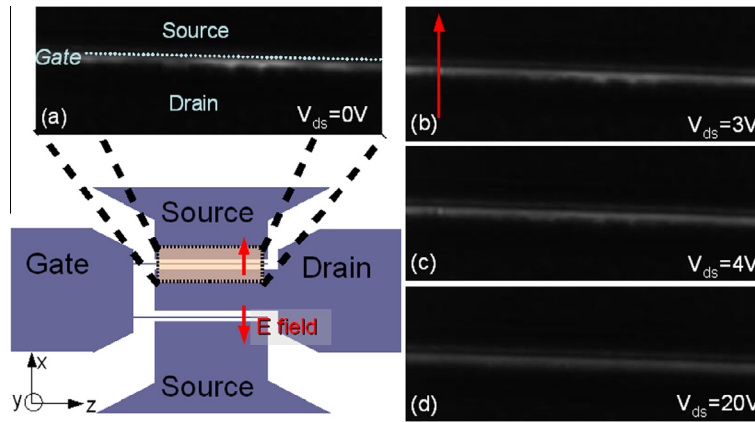 Source
Gate
Drain
(a)
V_ds=0V
(b)
V_ds=3V
(c)
V_ds=4V
(d)
V_ds=20V
Source
Gate
Drain
E field
Source
x
y
z